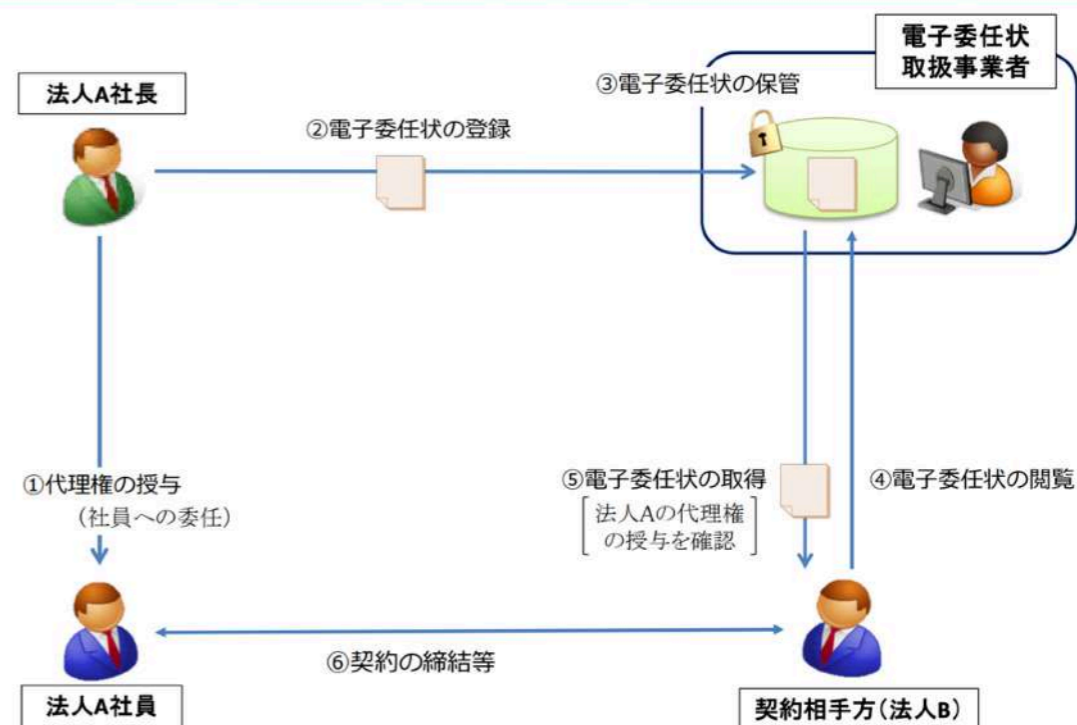 電子委任状
取扱事業者
法人A社長
③電子委任状の保管
②電子委任状の登録
①代理権の授与
（社員への委任）
⑤電子委任状の取得
法人Aの代理権
の授与を確認
④電子委任状の閲覧
⑥契約の締結等
法人A社員
契約相手方（法人B）